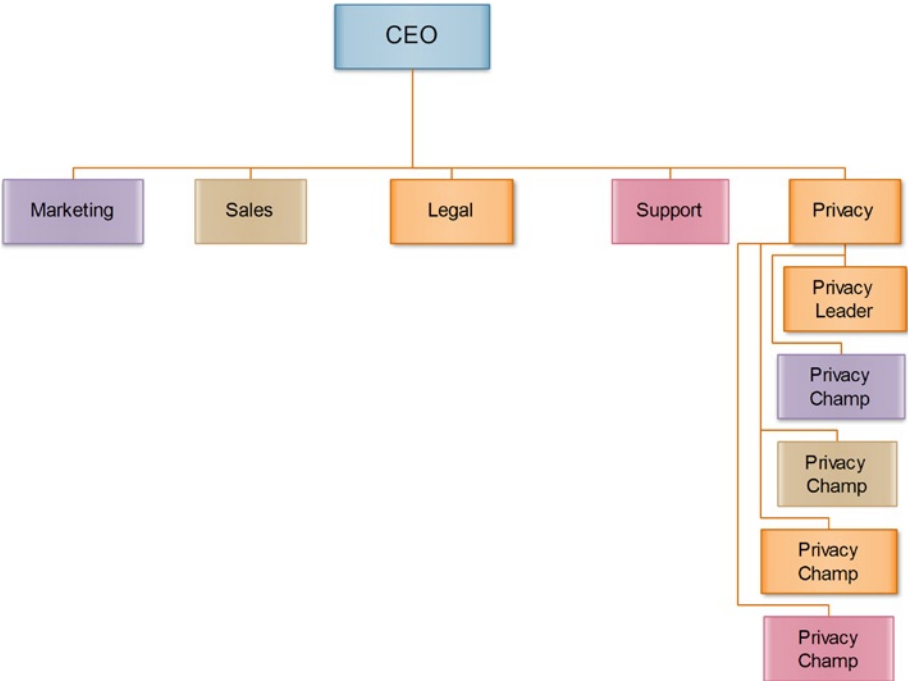 CEO
Marketing
Sales
Legal
Support
Privacy
Privacy
Leader
Privacy
Champ
Privacy
Champ
Privacy
Champ
Privacy
Champ